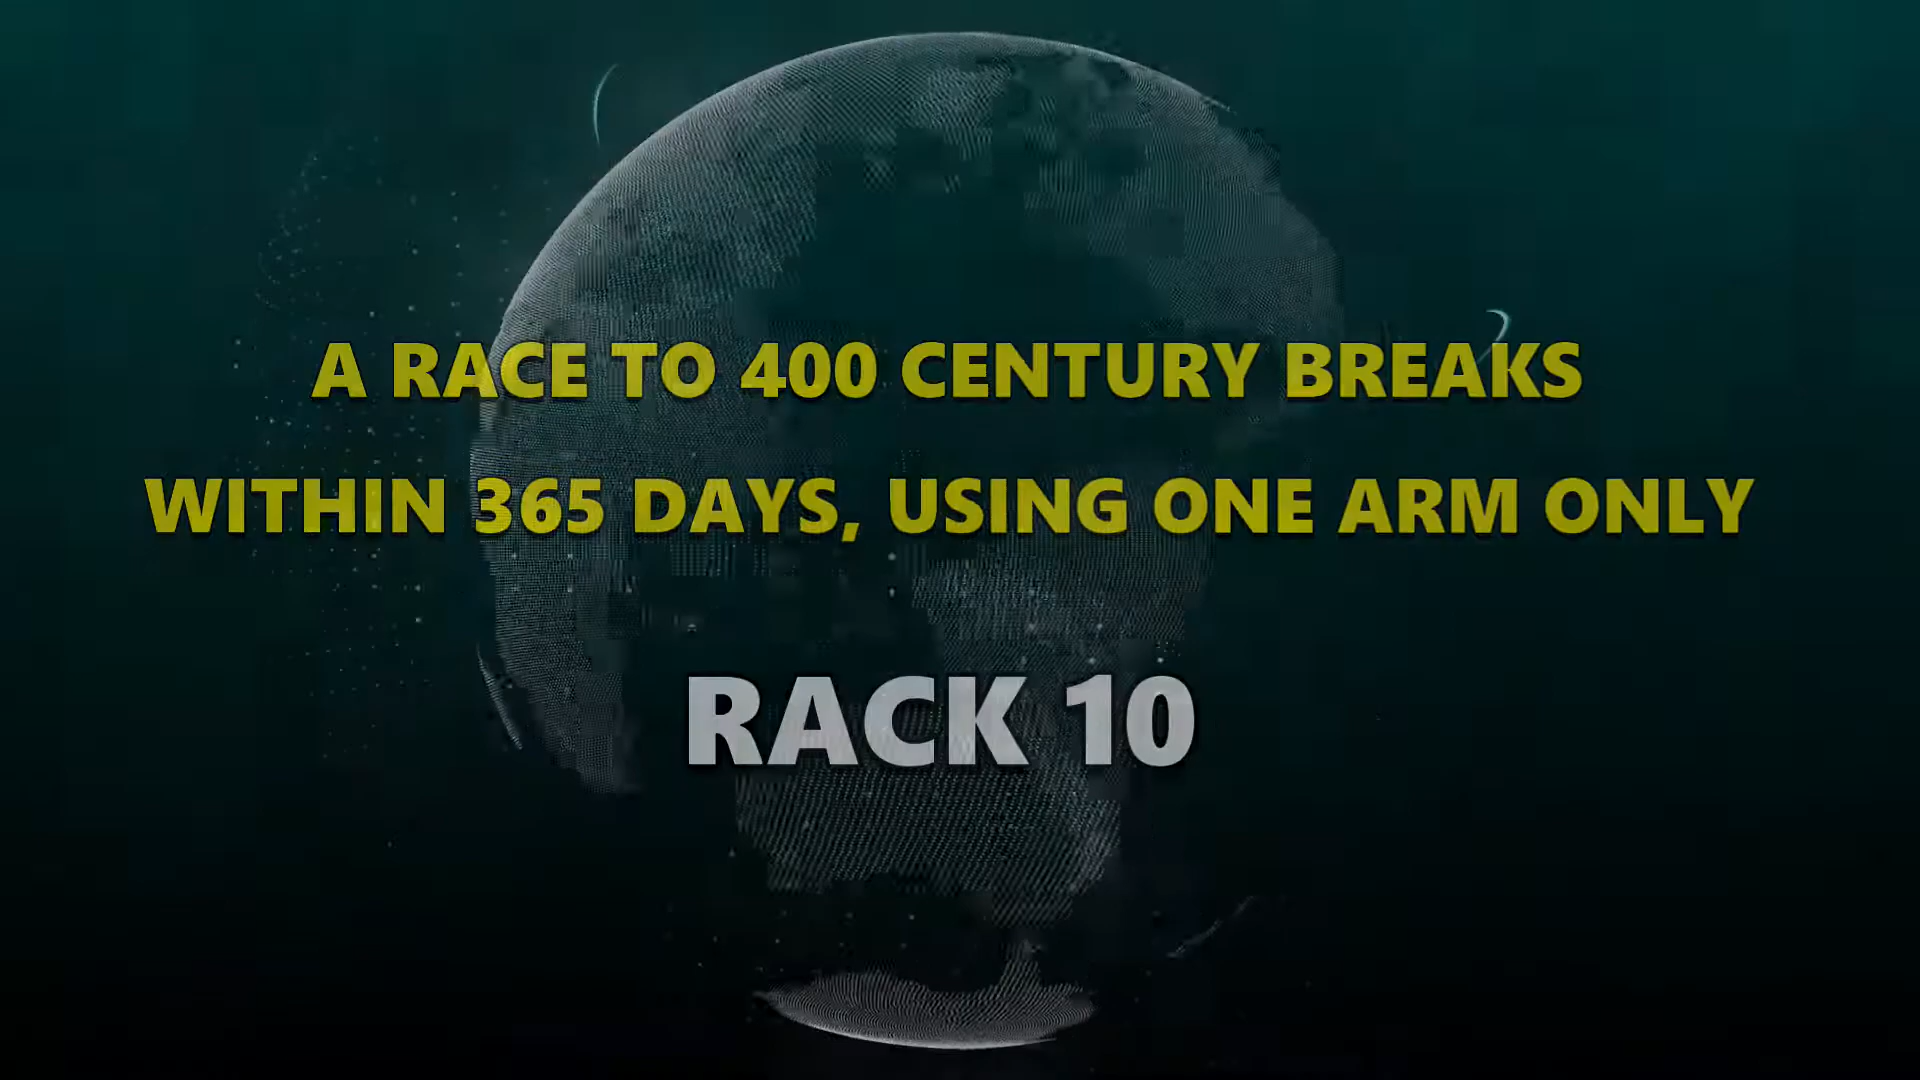 A RACE TO 400 CENTURY BREAKS
WITHIN 365 DAYS, USING ONE ARM ONLY
RACK 10